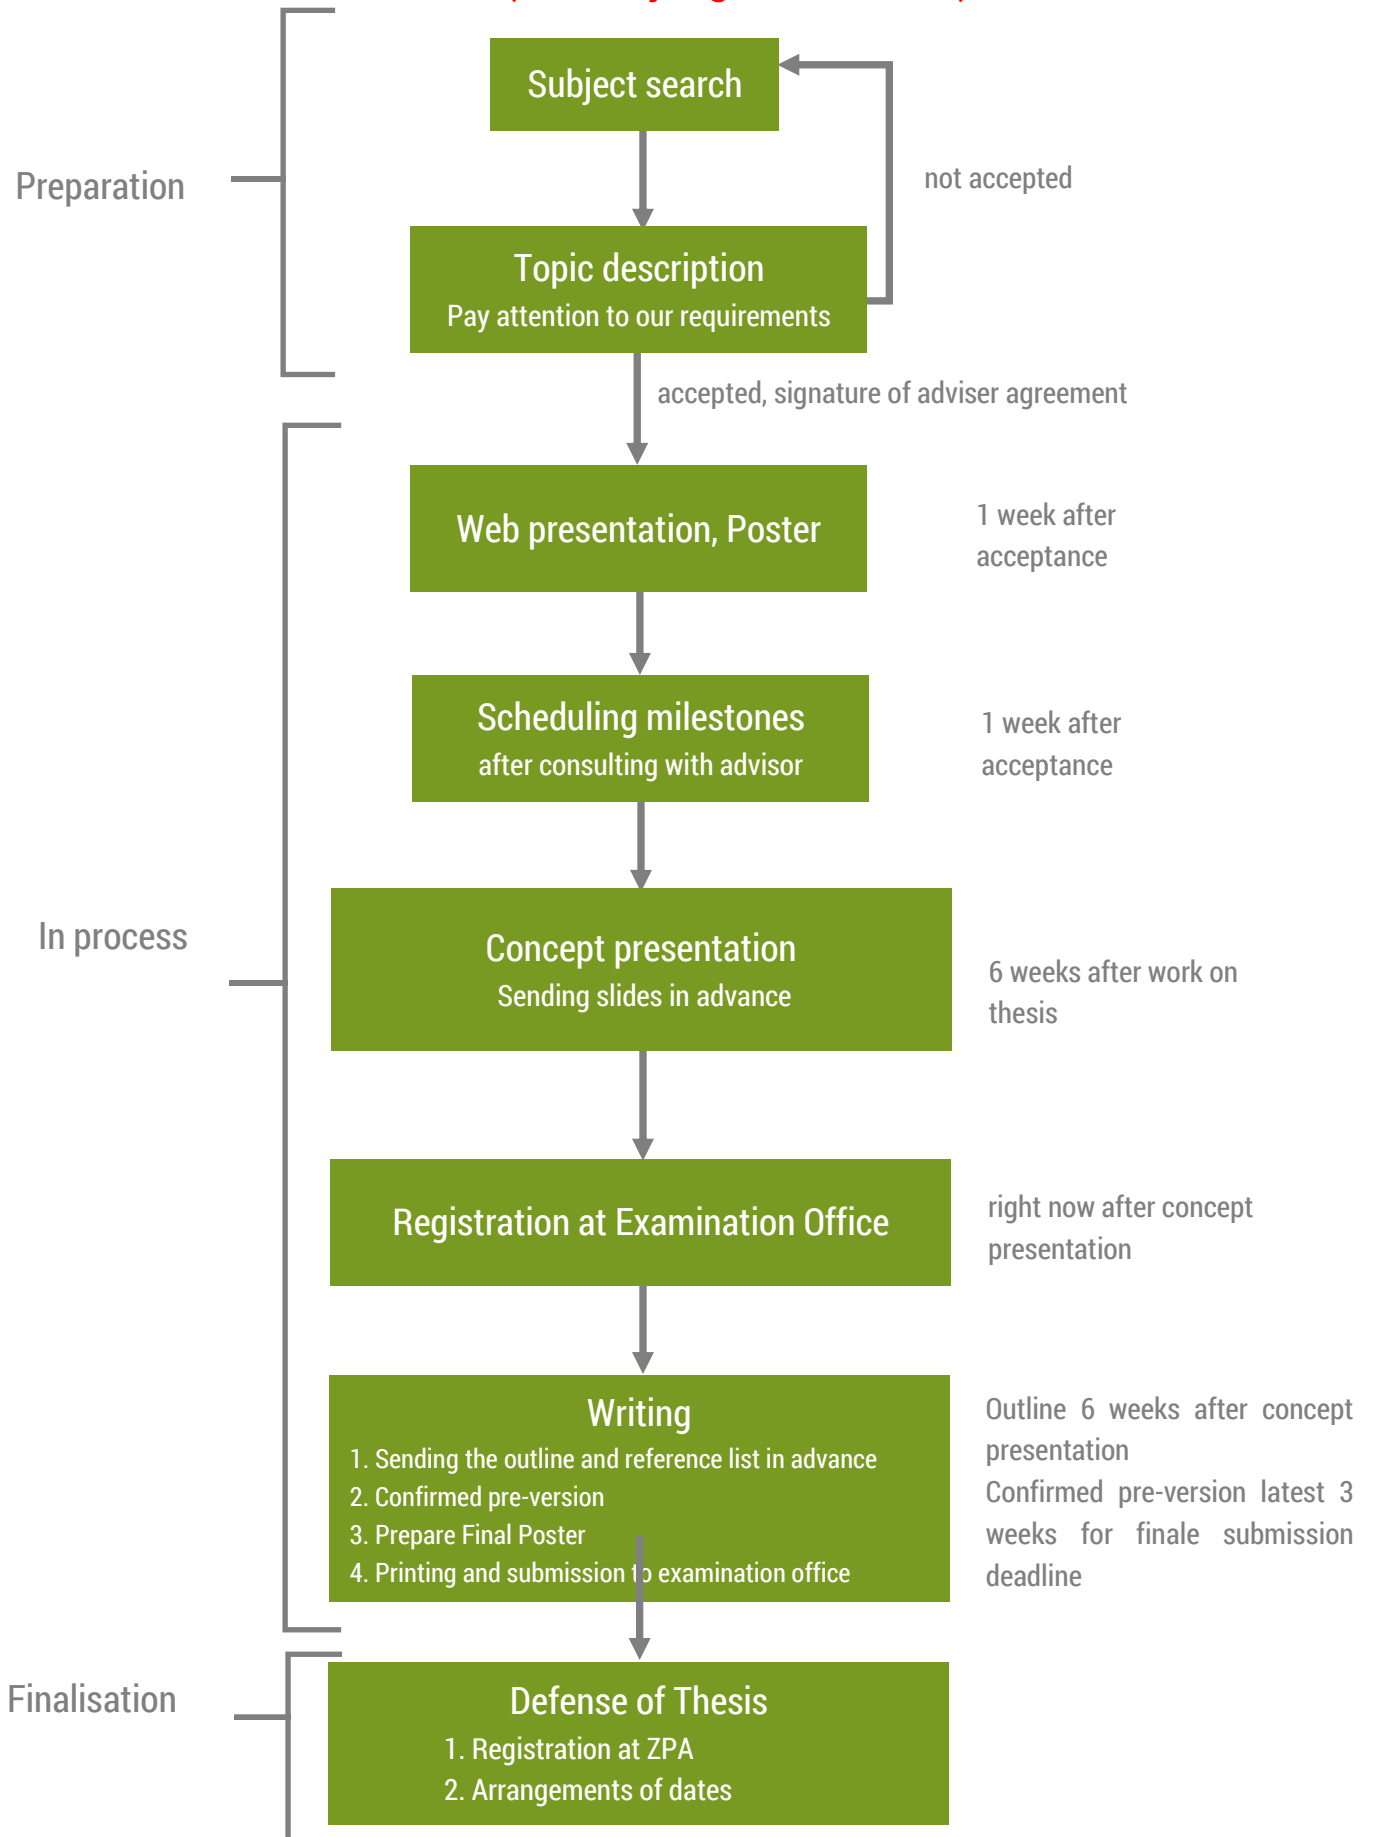 Subject search
not accepted
Preparation
Topic description
Pay attention to our requirements
accepted, signature of adviser agreement
Web presentation, Poster
1 week after
acceptance
Scheduling milestones
after consulting with advisor
1 week after
acceptance
In process
Concept presentation
Sending slides in advance
6 weeks after work on
thesis
Registration at Examination Office
right now after concept
presentation
Writing
1. Sending the outline and reference list in advance
2. Confirmed pre-version
3. Prepare Final Poster
4. Printing and submission to examination office
Outline 6 weeks after concept
presentation
Confirmed pre-version latest 3
weeks for finale submission
deadline
Finalisation
Defense of Thesis
1. Registration at ZPA
2. Arrangements of dates